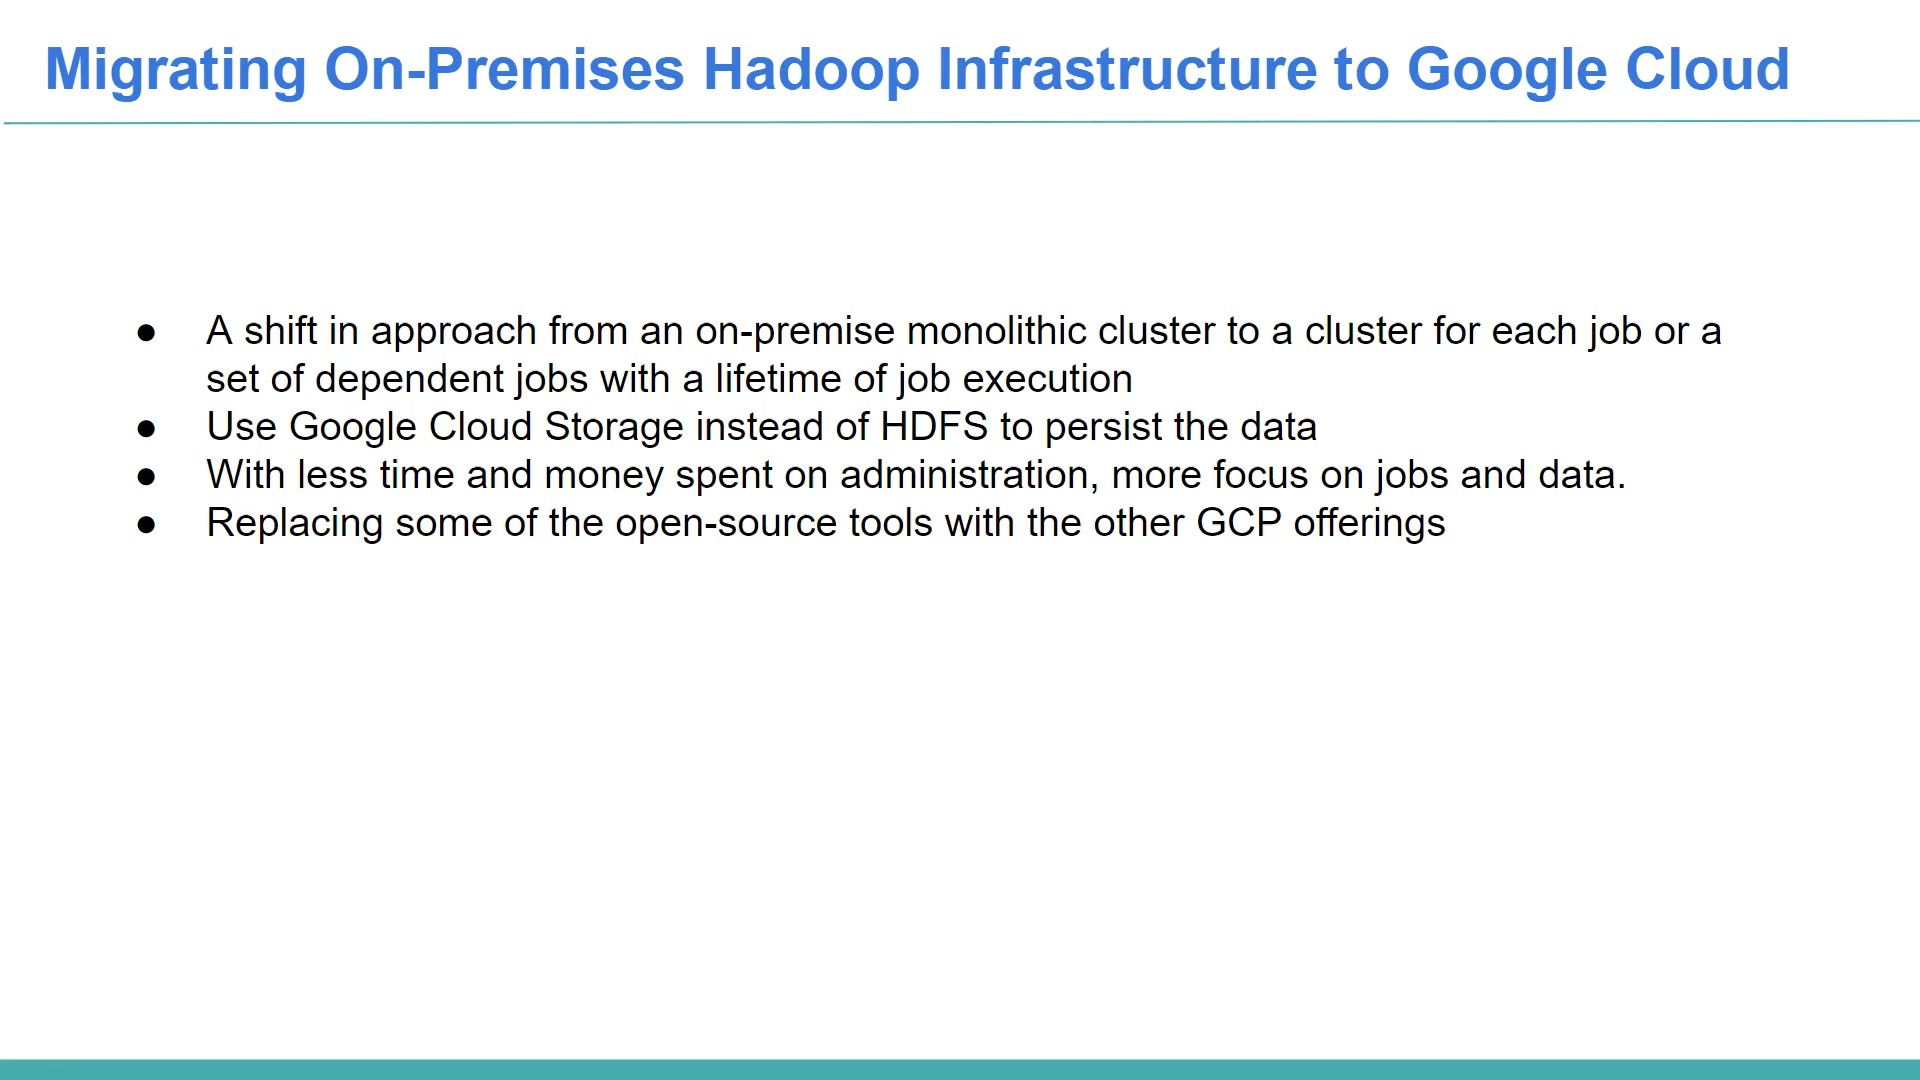 Migrating On-Premises Hadoop Infrastructure to Google Cloud
● A shift in approach from an on-premise monolithic cluster to a cluster for each job or a
set of dependent jobs with a lifetime of job execution
● Use Google Cloud Storage instead of HDFS to persist the data
● With less time and money spent on administration, more focus on jobs and data.
● Replacing some of the open-source tools with the other GCP offerings